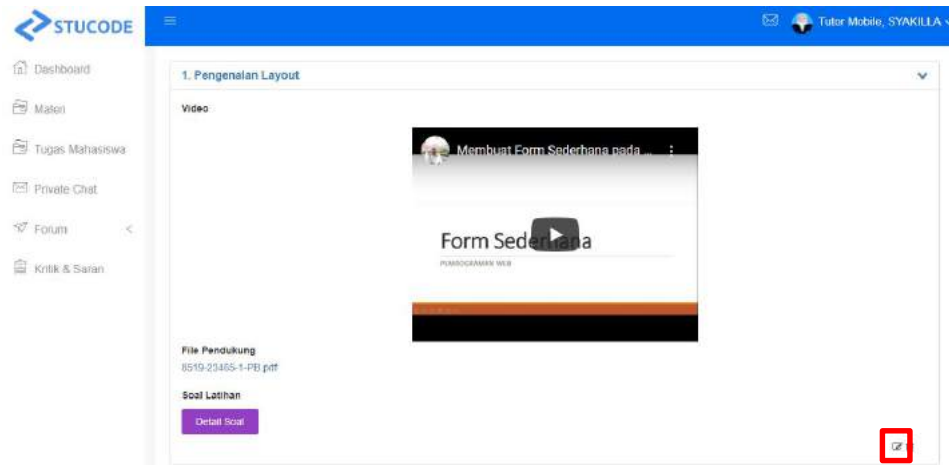 STUCODE
Tutor Mobile, SYAKILLA
Dashboard
Materi
Tugas Mahasiswa
Private Chat
Forum
Kritik & Saran
1. Pengenalan Layout
Video
Membuat Form Sederhana pada ...
Form Sederhana
PEMROGRAMAN WEB
File Pendukung
8519-23465-1-PB.pdf
Soal Latihan
Detail Soal